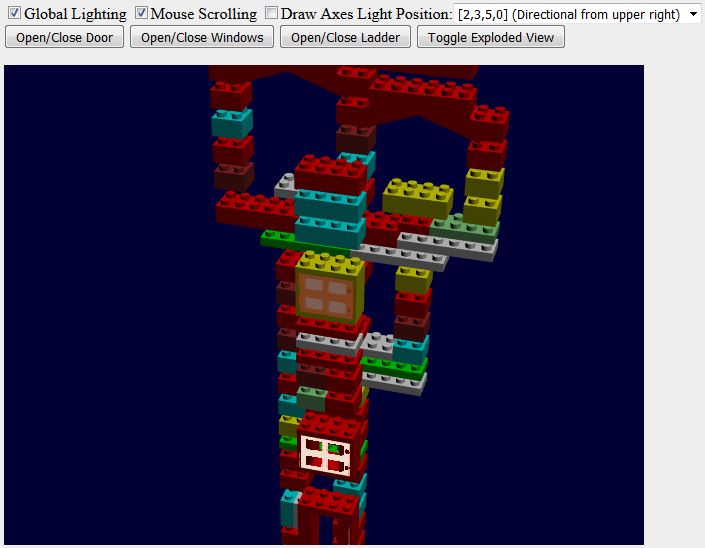 Global Lighting Mouse Scrolling Draw Axes Light Position: [2,3,5,0] (Directional from upper right)
Open/Close Door Open/Close Windows Open/Close Ladder Toggle Exploded View